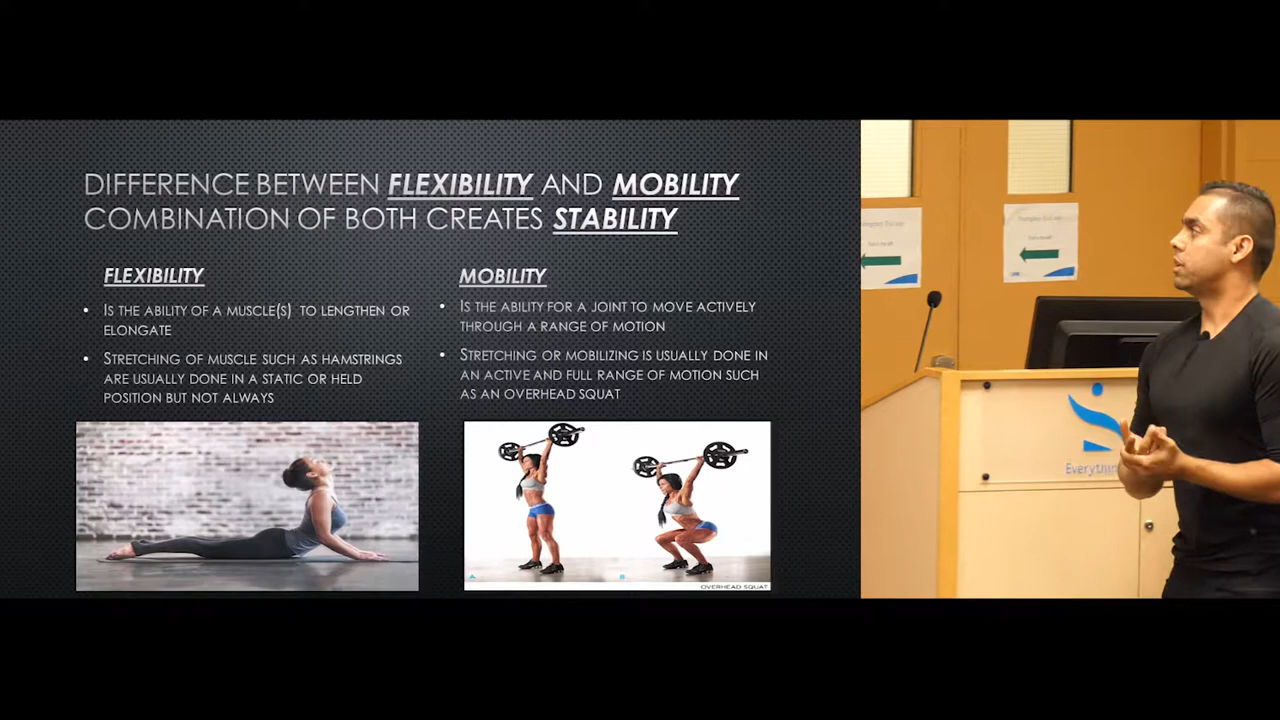 DIFFERENCE BETWEEN FLEXIBILITY AND MOBILITY
COMBINATION OF BOTH CREATES STABILITY
FLEXIBILITY
• IS THE ABILITY OF A MUSCLE(S) TO LENGTHEN OR
ELONGATE
• STRETCHING OF MUSCLE SUCH AS HAMSTRINGS
ARE USUALLY DONE IN A STATIC OR HELD
POSITION BUT NOT ALWAYS
MOBILITY
• IS THE ABILITY FOR A JOINT TO MOVE ACTIVELY
THROUGH A RANGE OF MOTION
• STRETCHING OR MOBILIZING IS USUALLY DONE IN
AN ACTIVE AND FULL RANGE OF MOTION SUCH
AS AN OVERHEAD SQUAT
A
B
OVERHEAD SQUAT